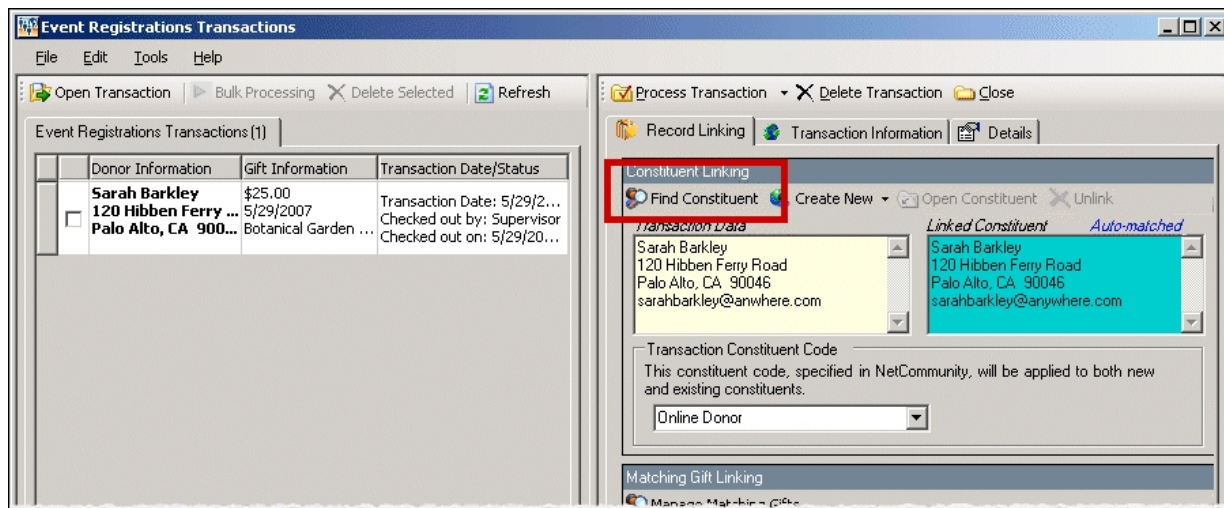 Event Registrations Transactions
File Edit Tools Help
Open Transaction Bulk Processing Delete Selected Refresh
Event Registrations Transactions (1)
Donor Information Gift Information Transaction Date/Status
Sarah Barkley $25.00 Transaction Date: 5/29/2...
120 Hibben Ferry ... 5/29/2007 Checked out by: Supervisor
Palo Alto, CA 900... Botanical Garden ... Checked out on: 5/29/20...
Process Transaction Delete Transaction Close
Record Linking Transaction Information Details
Constituent Linking
Find Constituent Create New Open Constituent Unlink
Transaction Data Linked Constituent Auto-matched
Sarah Barkley
120 Hibben Ferry Road
Palo Alto, CA 90046
sarahbarkley@anwhere.com
Sarah Barkley
120 Hibben Ferry Road
Palo Alto, CA 90046
sarahbarkley@anywhere.com
Transaction Constituent Code
This constituent code, specified in NetCommunity, will be applied to both new
and existing constituents.
Online Donor
Matching Gift Linking
Manage Matching Gifts